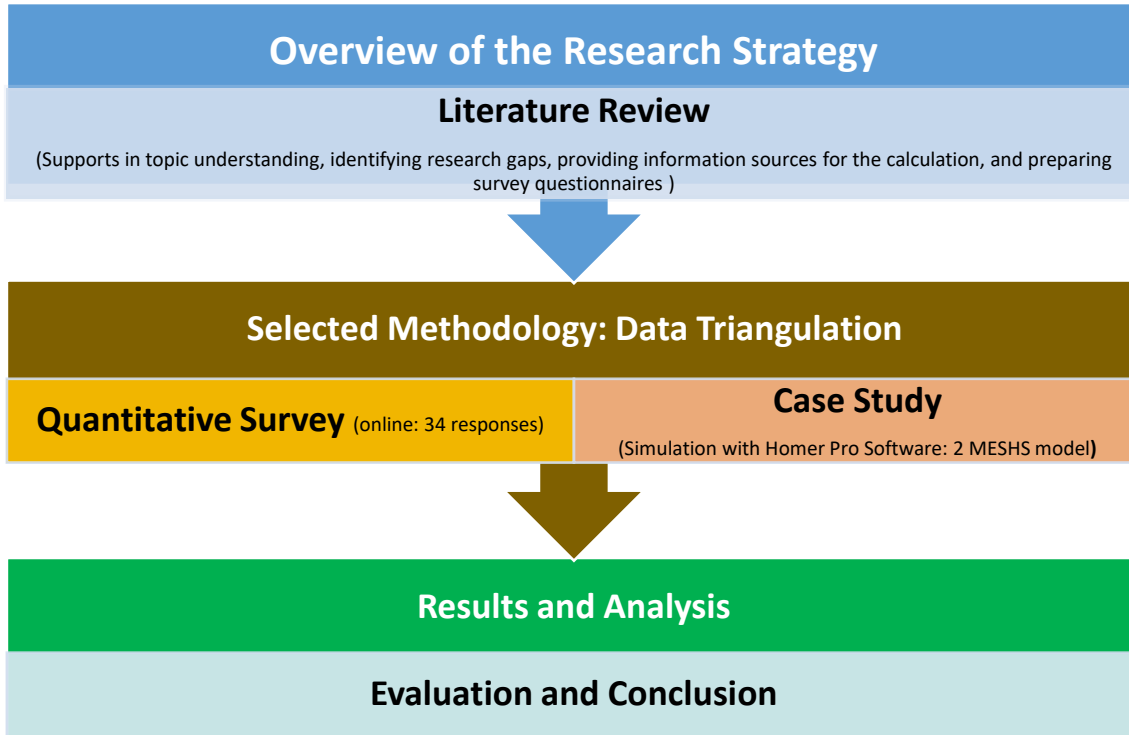 Overview of the Research Strategy
Literature Review
(Supports in topic understanding, identifying research gaps, providing information sources for the calculation, and preparing
survey questionnaires )
Selected Methodology: Data Triangulation
Quantitative Survey (online: 34 responses)
Case Study
(Simulation with Homer Pro Software: 2 MESHS model)
Results and Analysis
Evaluation and Conclusion